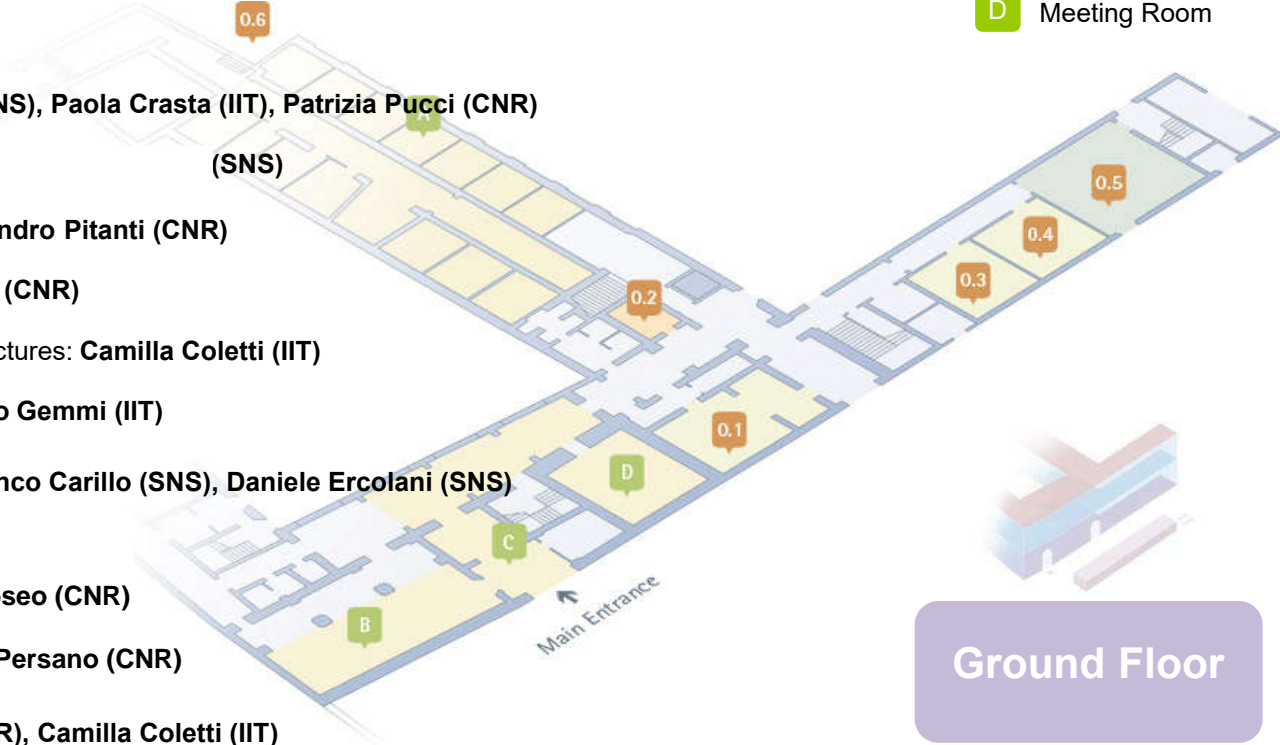 0.6
D Meeting Room
NS), Paola Crasta (IIT), Patrizia Pucci (CNR)
A
(SNS)
0.5
ndro Pitanti (CNR)
0.4
(CNR)
0.3
0.2
ctures: Camilla Coletti (IIT)
o Gemmi (IIT)
0.1
D
nco Carillo (SNS), Daniele Ercolani (SNS)
C
seo (CNR)
Main Entrance
B
Persano (CNR)
Ground Floor
R), Camilla Coletti (IIT)